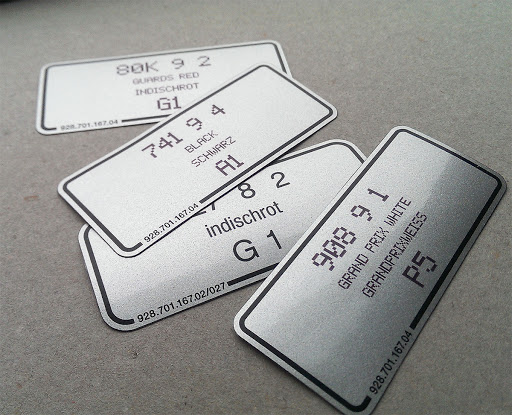 80K 9 2
GUARDS RED
INDISCHROT
G1
928.701.167.04
741 9 4
BLACK
SCHWARZ
A1
928.701.167.04
8 2
indischrot
G 1
928.701.167.02/027
908 9 1
GRAND PRIX WHITE
GRANDPRIXWEISS
P5
928.701.167.04